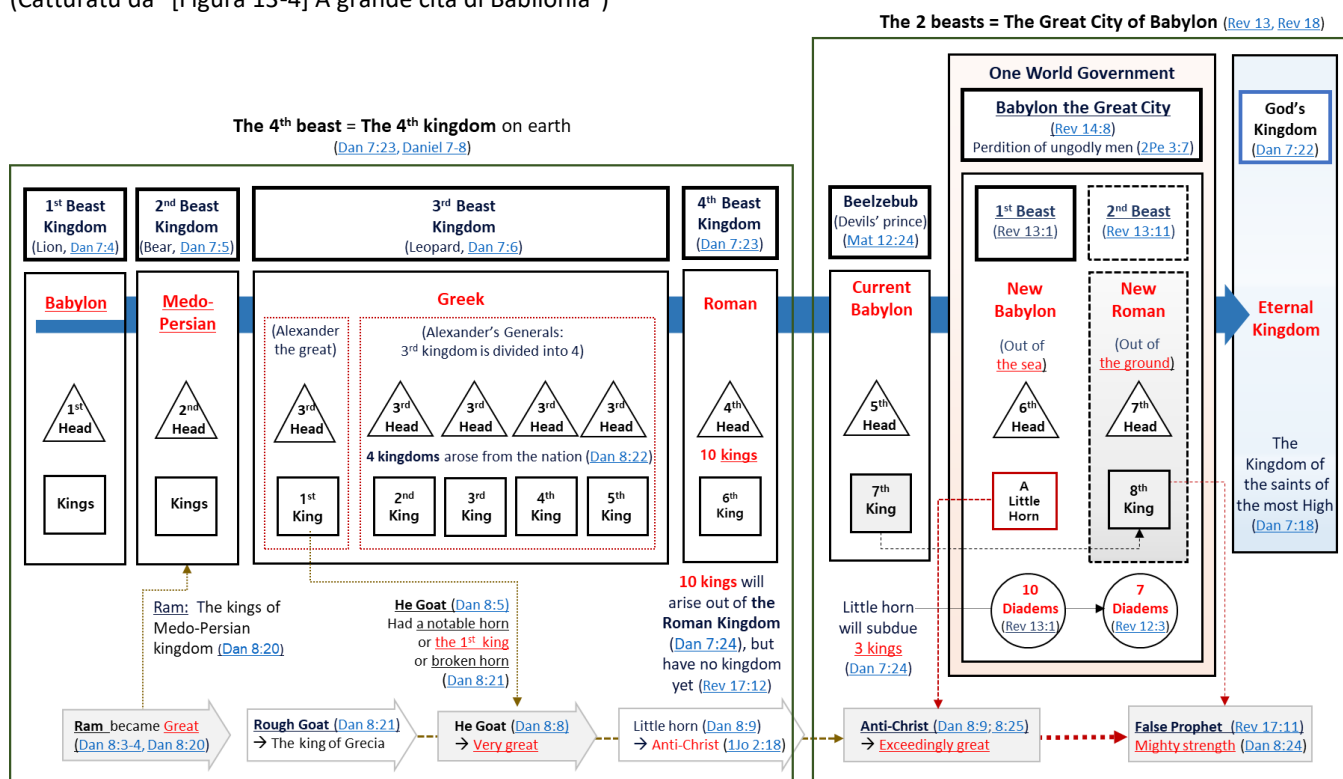 (Catturatu da "[Figura 13-4] A grande cità di Babilonia")
The 2 beasts = The Great City of Babylon (Rev 13, Rev 18)
The 4th beast = The 4th kingdom on earth
(Dan 7:23, Daniel 7-8)
1st Beast
Kingdom
(Lion, Dan 7:4)
2nd Beast
Kingdom
(Bear, Dan 7:5)
3rd Beast
Kingdom
(Leopard, Dan 7:6)
4th Beast
Kingdom
(Dan 7:23)
Babylon
Medo-
Persian
Greek
Roman
(Alexander
the great)
(Alexander's Generals:
3rd kingdom is divided into 4)
1st
Head
2nd
Head
3rd
Head
3rd
Head
3rd
Head
3rd
Head
3rd
Head
4th
Head
4 kingdoms arose from the nation (Dan 8:22)
10 kings
Kings
Kings
1st
King
2nd
King
3rd
King
4th
King
5th
King
6th
King
Ram: The kings of
Medo-Persian
kingdom (Dan 8:20)
He Goat (Dan 8:5)
Had a notable horn
or the 1st king
or broken horn
(Dan 8:21)
10 kings will
arise out of the
Roman Kingdom
(Dan 7:24), but
have no kingdom
yet (Rev 17:12)
Ram became Great
(Dan 8:3-4, Dan 8:20)
Rough Goat (Dan 8:21)
→ The king of Grecia
He Goat (Dan 8:8)
→ Very great
Little horn (Dan 8:9)
→ Anti-Christ (1Jo 2:18)
One World Government
Babylon the Great City
(Rev 14:8)
Perdition of ungodly men (2Pe 3:7)
God's
Kingdom
(Dan 7:22)
Beelzebub
(Devils' prince)
(Mat 12:24)
1st Beast
(Rev 13:1)
2nd Beast
(Rev 13:11)
Current
Babylon
New
Babylon
New
Roman
Eternal
Kingdom
(Out of
the sea)
(Out of
the ground)
5th
Head
6th
Head
7th
Head
7th
King
A
Little
Horn
8th
King
The
Kingdom of
the saints of
the most High
(Dan 7:18)
Little horn
will subdue
3 kings
(Dan 7:24)
10
Diadems
(Rev 13:1)
7
Diadems
(Rev 12:3)
Anti-Christ (Dan 8:9; 8:25)
→ Exceedingly great
False Prophet (Rev 17:11)
Mighty strength (Dan 8:24)